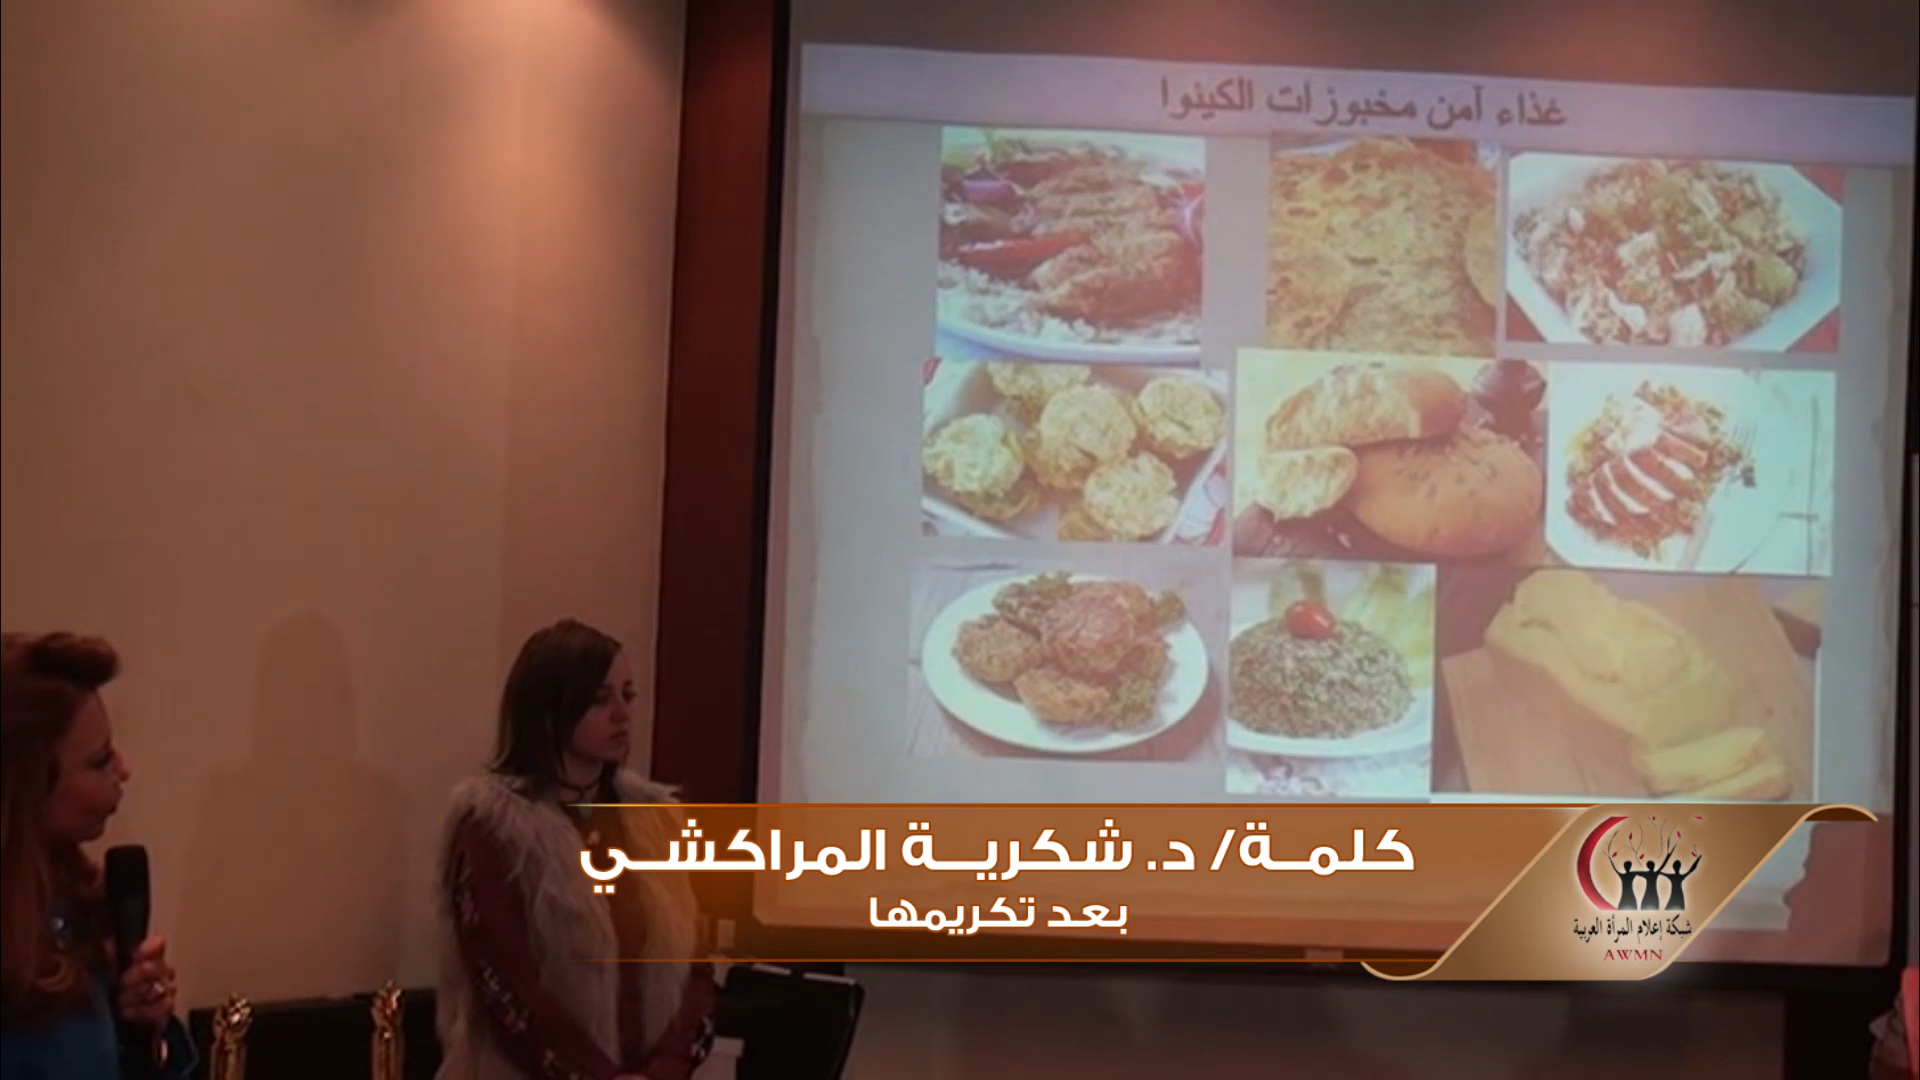 غذاء آمن مخبوزات الكينوا
كلمة/ د. شكرية المراكشي
بعد تكريمها
شبكة إعلام المرأة العربية
AWMN